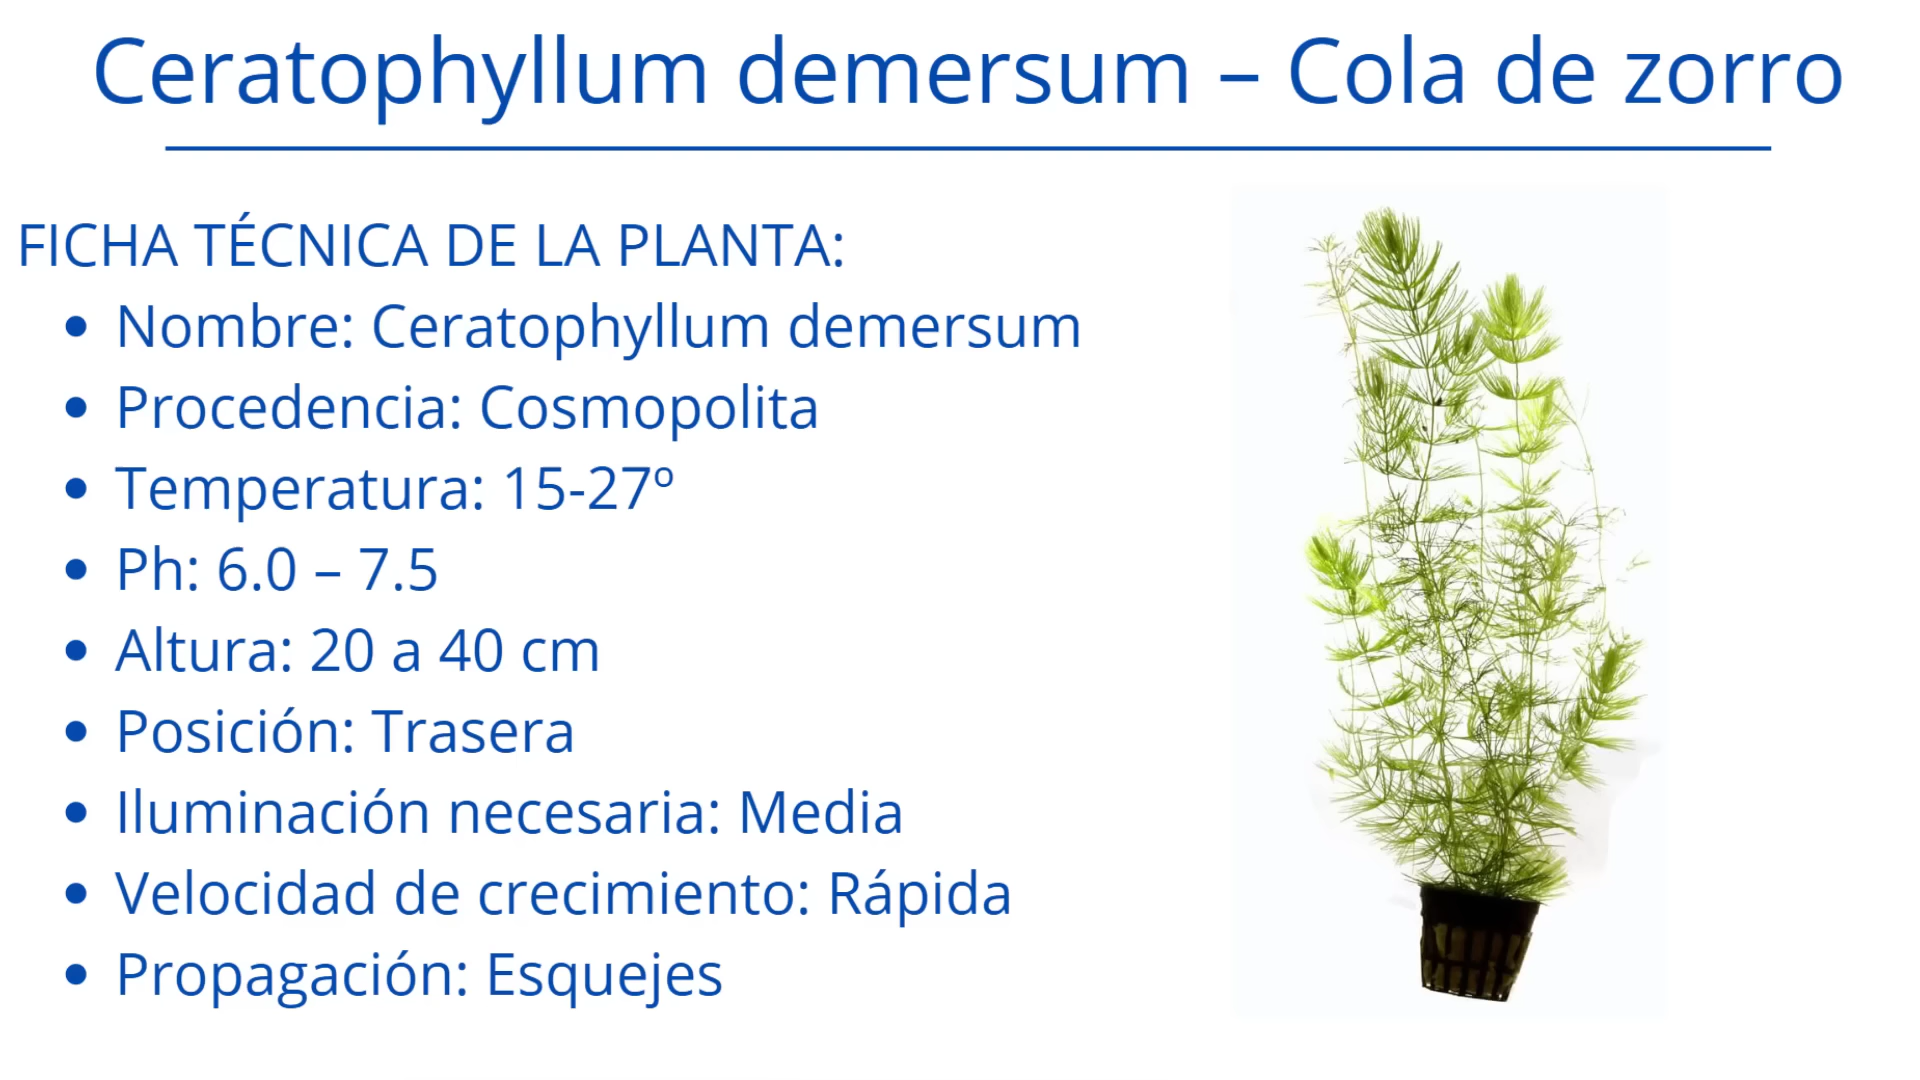 Ceratophyllum demersum – Cola de zorro
FICHA TÉCNICA DE LA PLANTA:
• Nombre: Ceratophyllum demersum
• Procedencia: Cosmopolita
• Temperatura: 15-27º
• Ph: 6.0 – 7.5
• Altura: 20 a 40 cm
• Posición: Trasera
• Iluminación necesaria: Media
• Velocidad de crecimiento: Rápida
• Propagación: Esquejes